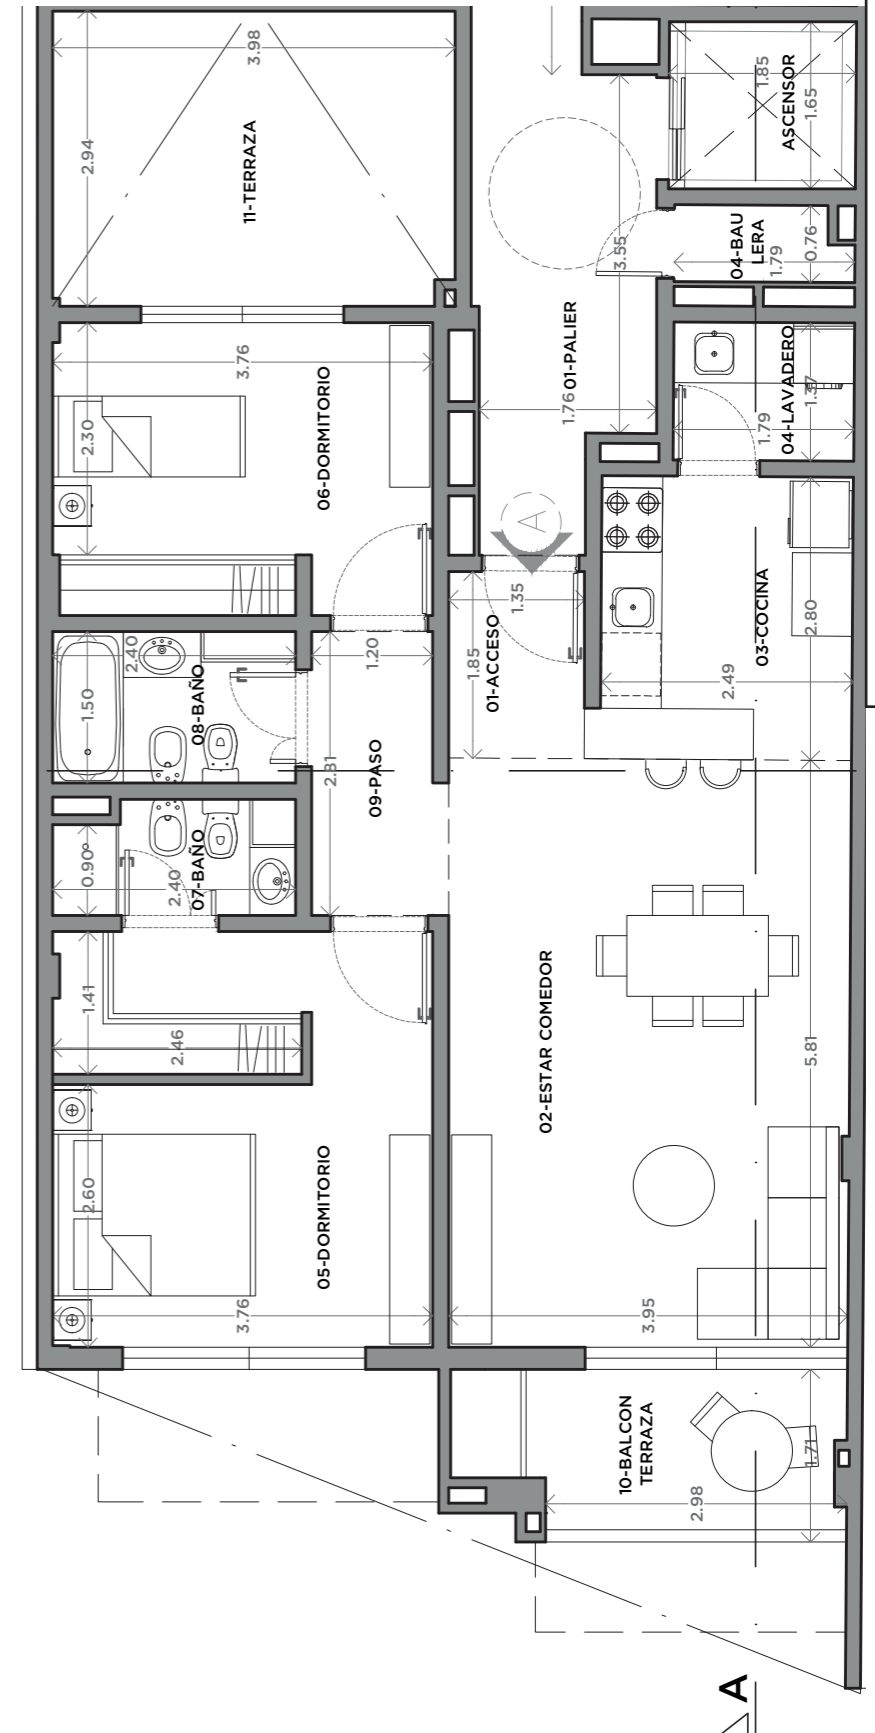 3.98
2.94
11-TERRAZA
1.85
1.65
ASCENSOR
3.55
04-BAU
LERA
1.79
0.76
01-PALIER
1.76
3.76
2.30
06-DORMITORIO
04-LAVADERO
1.37
1.79
A
1.35
1.85
01-ACCESO
03-COCINA
2.80
2.49
2.40
1.50
08-BAÑO
1.20
2.81
09-PASO
0.90
2.40
07-BAÑO
1.41
2.46
02-ESTAR COMEDOR
5.81
2.60
05-DORMITORIO
3.76
3.95
10-BALCON
TERRAZA
1.71
2.98
A